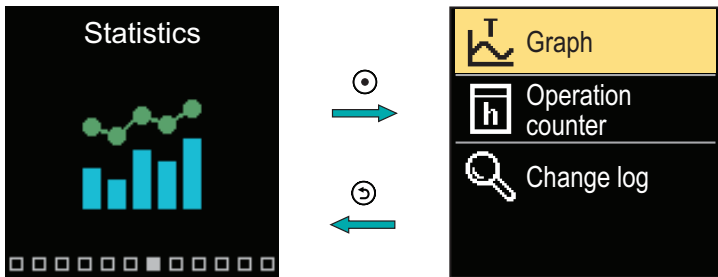 Statistics
T
Graph
h
Operation
counter
Change log